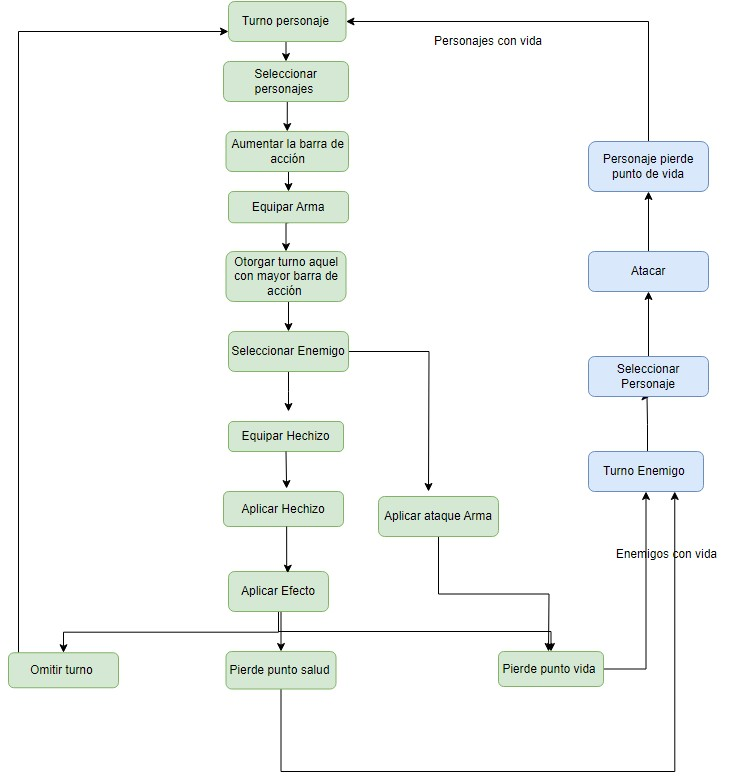 Turno personaje
Personajes con vida
Seleccionar
personajes
Aumentar la barra de
acción
Personaje pierde
punto de vida
Equipar Arma
Otorgar turno aquel
con mayor barra de
acción
Atacar
Seleccionar Enemigo
Seleccionar
Personaje
Equipar Hechizo
Turno Enemigo
Aplicar Hechizo
Aplicar ataque Arma
Enemigos con vida
Aplicar Efecto
Omitir turno
Pierde punto salud
Pierde punto vida